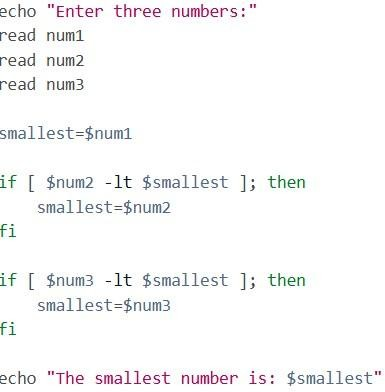 echo "Enter three numbers:"
read num1
read num2
read num3
smallest=$num1
if [ $num2 -lt $smallest ]; then
smallest=$num2
fi
if [ $num3 -lt $smallest ]; then
smallest=$num3
fi
echo "The smallest number is: $smallest"